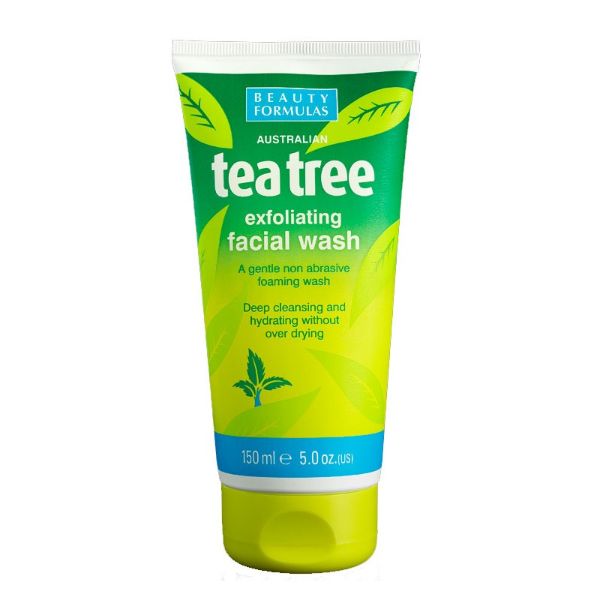 BEAUTY
FORMULAS
AUSTRALIAN
tea tree
exfoliating
facial wash
A gentle non abrasive
foaming wash
Deep cleansing and
hydrating without
over drying
150 ml ℮ 5.0 oz.(US)